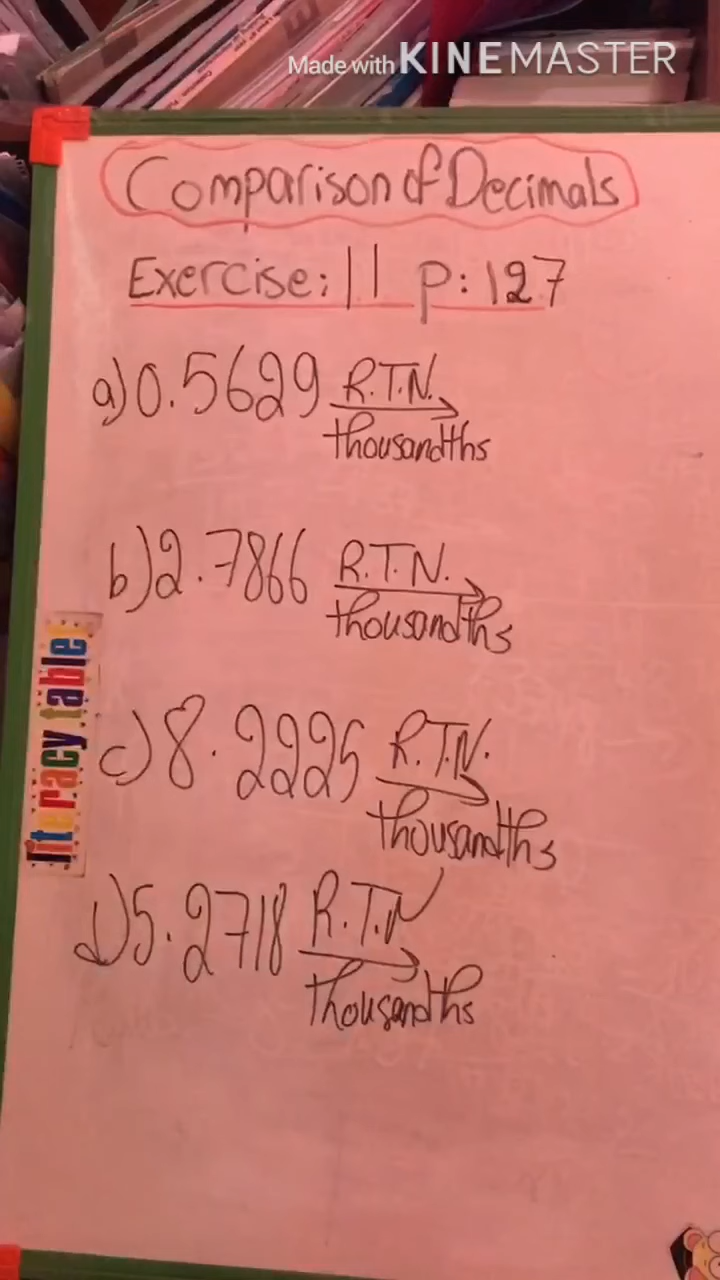 Made with KINEMASTER
Comparison of Decimals
Exercise: 11 p: 127
a) 0.5629 R.T.N.
thousandths
b) 2.7866 R.T.N.
thousandths
c) 8.2225 R.T.N.
thousandths
d) 5.2718 R.T.N
thousandths
literacy table